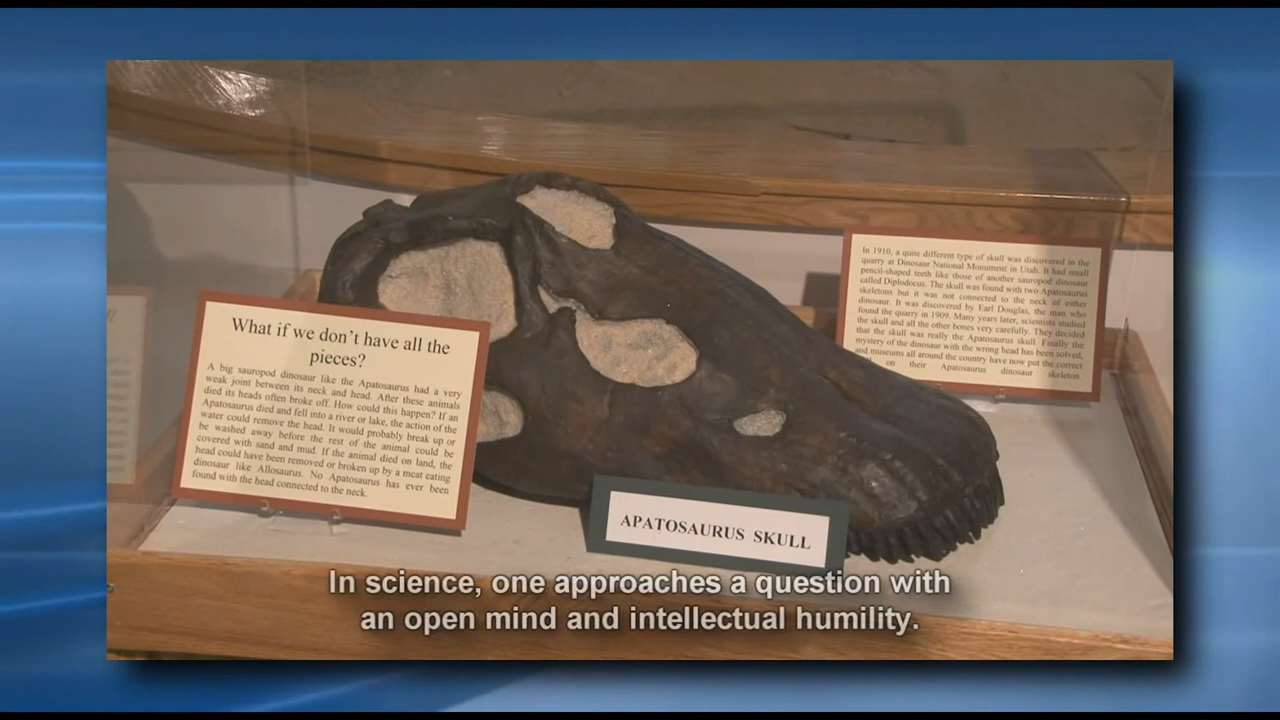 What if we don't have all the
pieces?
A big sauropod dinosaur like the Apatosaurus had a very
weak joint between its neck and head. After these animals
died its heads often broke off. How could this happen? If an
Apatosaurus died and fell into a river or lake, the action of the
water could remove the head. It would probably break up or
be washed away before the rest of the animal could be
covered with sand and mud. If the animal died on land, the
head could have been removed or broken up by a meat eating
dinosaur like Allosaurus. No Apatosaurus has ever been
found with the head connected to the neck.
In 1910, a quite different type of skull was discovered in the
quarry at Dinosaur National Monument in Utah. It had small
pencil-shaped teeth like those of another sauropod dinosaur
called Diplodocus. The skull was found with two Apatosaurus
skeletons but it was not connected to the neck of either
dinosaur. It was discovered by Earl Douglas, the man who
found the quarry in 1909. Many years later, scientists studied
the skull and all the other bones very carefully. They decided
that the skull was really the Apatosaurus skull. Finally the
mystery of the dinosaur with the wrong head has been solved,
and museums all around the country have now put the correct
on their Apatosaurus dinosaur skeleton.
APATOSAURUS SKULL
In science, one approaches a question with
an open mind and intellectual humility.